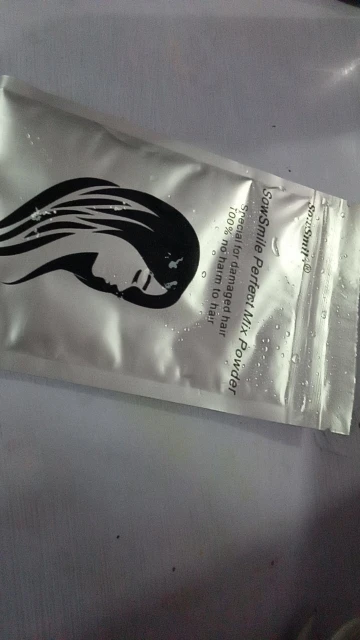 SowSmile®
SowSmile Perfect Mix Powder
Special for damaged hair
100% no harm to hair